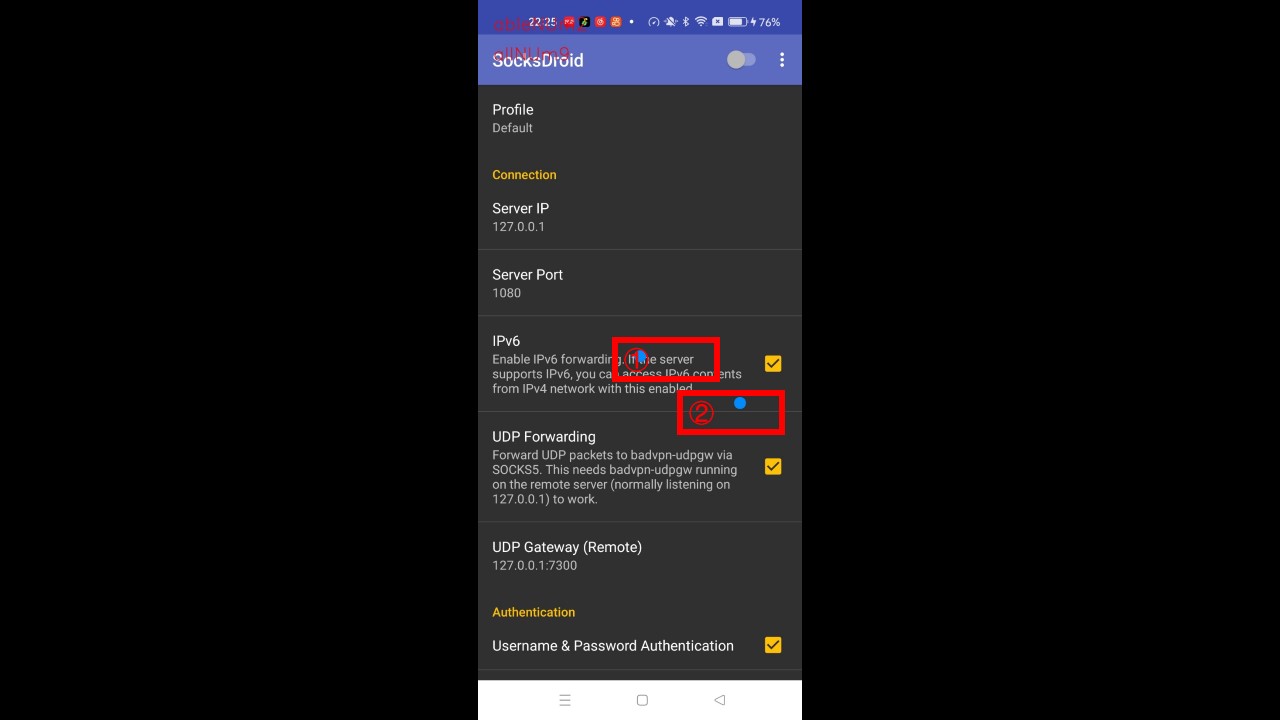 22:25 76%
allNUm9
SocksDroid
Profile
Default
Connection
Server IP
127.0.0.1
Server Port
1080
IPv6
Enable IPv6 forwarding. If the server
supports IPv6, you can access IPv6 contents
from IPv4 network with this enabled.
①
②
UDP Forwarding
Forward UDP packets to badvpn-udpgw via
SOCKS5. This needs badvpn-udpgw running
on the remote server (normally listening on
127.0.0.1) to work.
UDP Gateway (Remote)
127.0.0.1:7300
Authentication
Username & Password Authentication